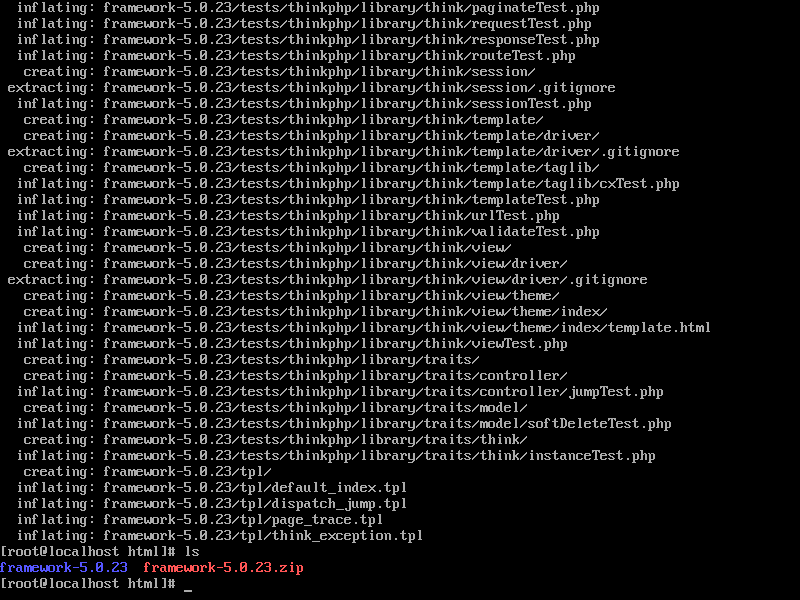 inflating: framework-5.0.23/tests/thinkphp/library/think/paginateTest.php
inflating: framework-5.0.23/tests/thinkphp/library/think/requestTest.php
inflating: framework-5.0.23/tests/thinkphp/library/think/responseTest.php
inflating: framework-5.0.23/tests/thinkphp/library/think/routeTest.php
creating: framework-5.0.23/tests/thinkphp/library/think/session/
extracting: framework-5.0.23/tests/thinkphp/library/think/session/.gitignore
inflating: framework-5.0.23/tests/thinkphp/library/think/sessionTest.php
creating: framework-5.0.23/tests/thinkphp/library/think/template/
creating: framework-5.0.23/tests/thinkphp/library/think/template/driver/
extracting: framework-5.0.23/tests/thinkphp/library/think/template/driver/.gitignore
creating: framework-5.0.23/tests/thinkphp/library/think/template/taglib/
inflating: framework-5.0.23/tests/thinkphp/library/think/template/taglib/cxTest.php
inflating: framework-5.0.23/tests/thinkphp/library/think/templateTest.php
inflating: framework-5.0.23/tests/thinkphp/library/think/urlTest.php
inflating: framework-5.0.23/tests/thinkphp/library/think/validateTest.php
creating: framework-5.0.23/tests/thinkphp/library/think/view/
creating: framework-5.0.23/tests/thinkphp/library/think/view/driver/
extracting: framework-5.0.23/tests/thinkphp/library/think/view/driver/.gitignore
creating: framework-5.0.23/tests/thinkphp/library/think/view/theme/
creating: framework-5.0.23/tests/thinkphp/library/think/view/theme/index/
inflating: framework-5.0.23/tests/thinkphp/library/think/view/theme/index/template.html
inflating: framework-5.0.23/tests/thinkphp/library/think/viewTest.php
creating: framework-5.0.23/tests/thinkphp/library/traits/
creating: framework-5.0.23/tests/thinkphp/library/traits/controller/
inflating: framework-5.0.23/tests/thinkphp/library/traits/controller/jumpTest.php
creating: framework-5.0.23/tests/thinkphp/library/traits/model/
inflating: framework-5.0.23/tests/thinkphp/library/traits/model/softDeleteTest.php
creating: framework-5.0.23/tests/thinkphp/library/traits/think/
inflating: framework-5.0.23/tests/thinkphp/library/traits/think/instanceTest.php
creating: framework-5.0.23/tpl/
inflating: framework-5.0.23/tpl/default_index.tpl
inflating: framework-5.0.23/tpl/dispatch_jump.tpl
inflating: framework-5.0.23/tpl/page_trace.tpl
inflating: framework-5.0.23/tpl/think_exception.tpl
[root@localhost html]# ls
framework-5.0.23 framework-5.0.23.zip
[root@localhost html]# _